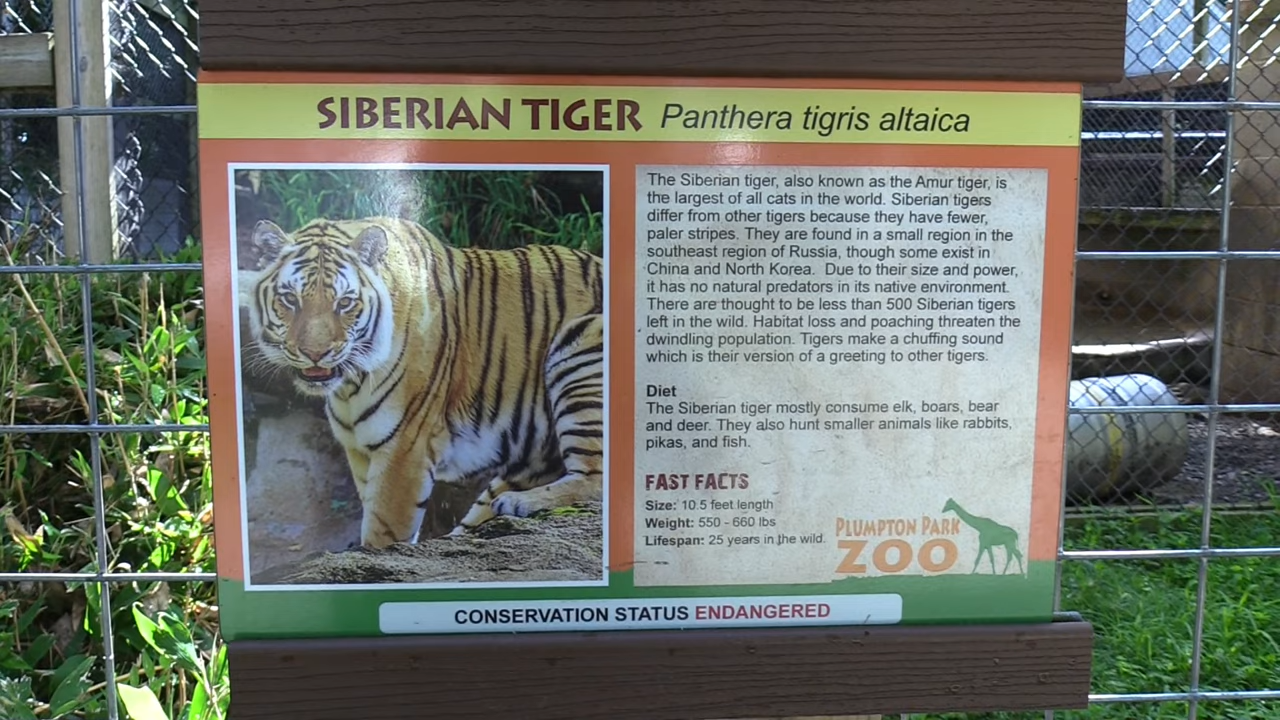 SIBERIAN TIGER Panthera tigris altaica
The Siberian tiger, also known as the Amur tiger, is
the largest of all cats in the world. Siberian tigers
differ from other tigers because they have fewer,
paler stripes. They are found in a small region in the
southeast region of Russia, though some exist in
China and North Korea. Due to their size and power,
it has no natural predators in its native environment.
There are thought to be less than 500 Siberian tigers
left in the wild. Habitat loss and poaching threaten the
dwindling population. Tigers make a chuffing sound
which is their version of a greeting to other tigers.
Diet
The Siberian tiger mostly consume elk, boars, bear
and deer. They also hunt smaller animals like rabbits,
pikas, and fish.
FAST FACTS
Size: 10.5 feet length
Weight: 550 - 660 lbs
Lifespan: 25 years in the wild.
PLUMPTON PARK
ZOO
CONSERVATION STATUS ENDANGERED